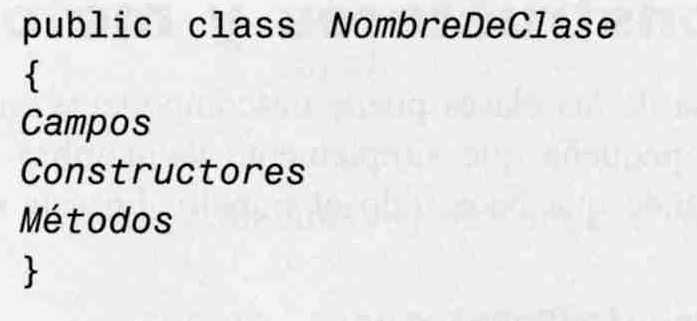 public class NombreDeClase
{
Campos
Constructores
Métodos
}